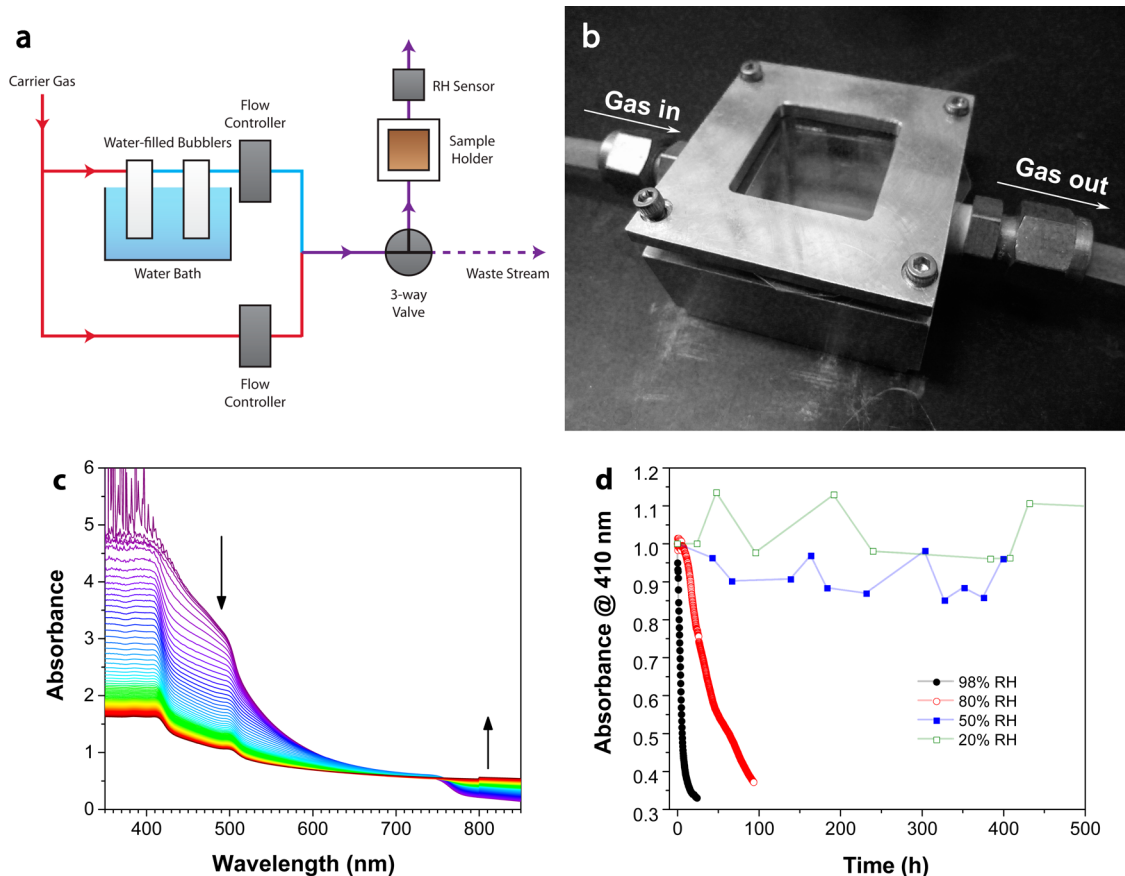 a
Carrier Gas
Water-filled Bubblers
Flow
Controller
Water Bath
Flow
Controller
RH Sensor
Sample
Holder
3-way
Valve
Waste Stream
b
Gas in
Gas out
c
6
5
4
3
2
1
0
400
500
600
700
800
Absorbance
Wavelength (nm)
d
1.2
1.1
1.0
0.9
0.8
0.7
0.6
0.5
0.4
0.3
0
100
200
300
400
500
Absorbance @ 410 nm
Time (h)
98% RH
80% RH
50% RH
20% RH